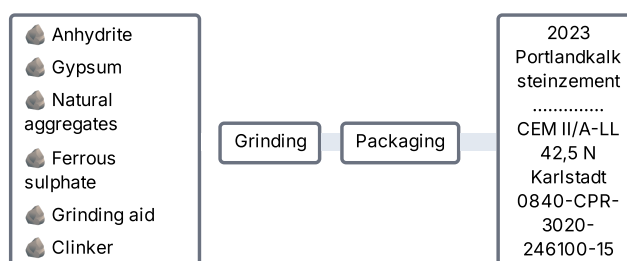 Anhydrite
Gypsum
Natural
aggregates
Ferrous
sulphate
Grinding aid
Clinker
Grinding
Packaging
2023
Portlandkalk
steinzement
..............
CEM II/A-LL
42,5 N
Karlstadt
0840-CPR-
3020-
246100-15